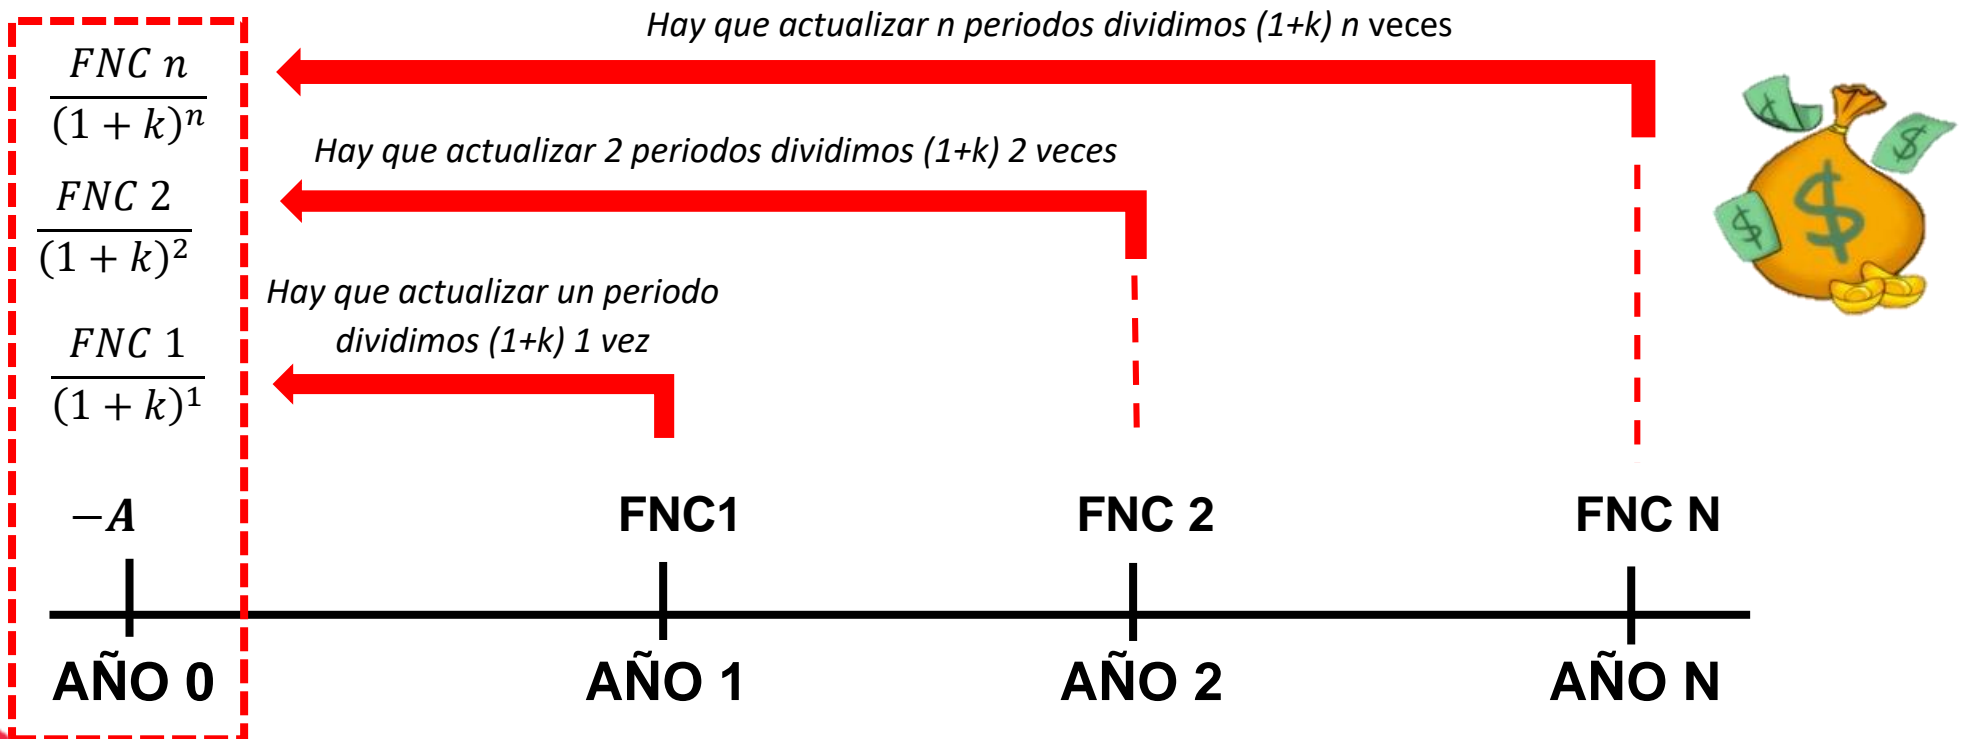 Hay que actualizar n periodos dividimos (1+k) n veces
FNC n
(1 + k)ⁿ
Hay que actualizar 2 periodos dividimos (1+k) 2 veces
FNC 2
(1 + k)²
Hay que actualizar un periodo
dividimos (1+k) 1 vez
FNC 1
(1 + k)¹
−A FNC1 FNC 2 FNC N
AÑO 0 AÑO 1 AÑO 2 AÑO N
$
$
$